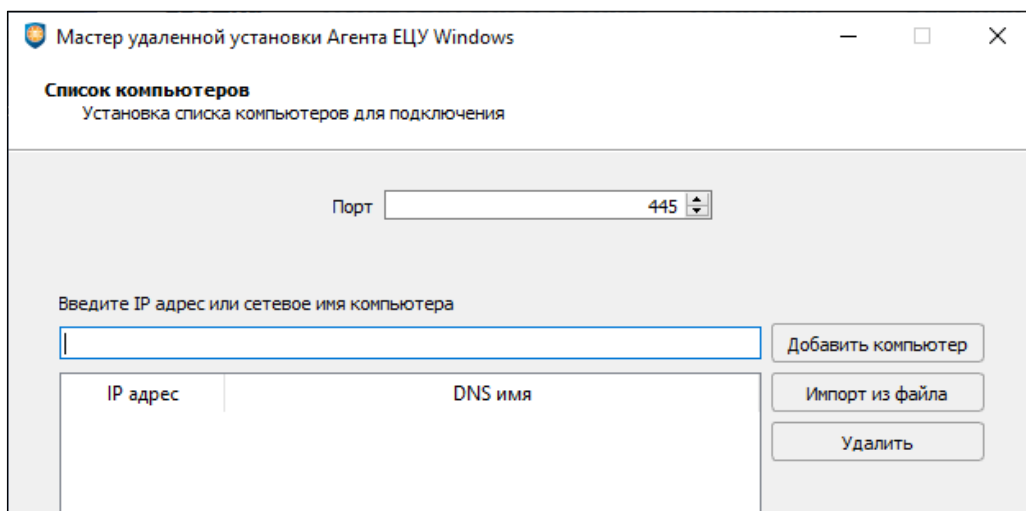 Мастер удаленной установки Агента ЕЦУ Windows
Список компьютеров
Установка списка компьютеров для подключения
Порт 445
Введите IP адрес или сетевое имя компьютера
Добавить компьютер
IP адрес DNS имя
Импорт из файла
Удалить